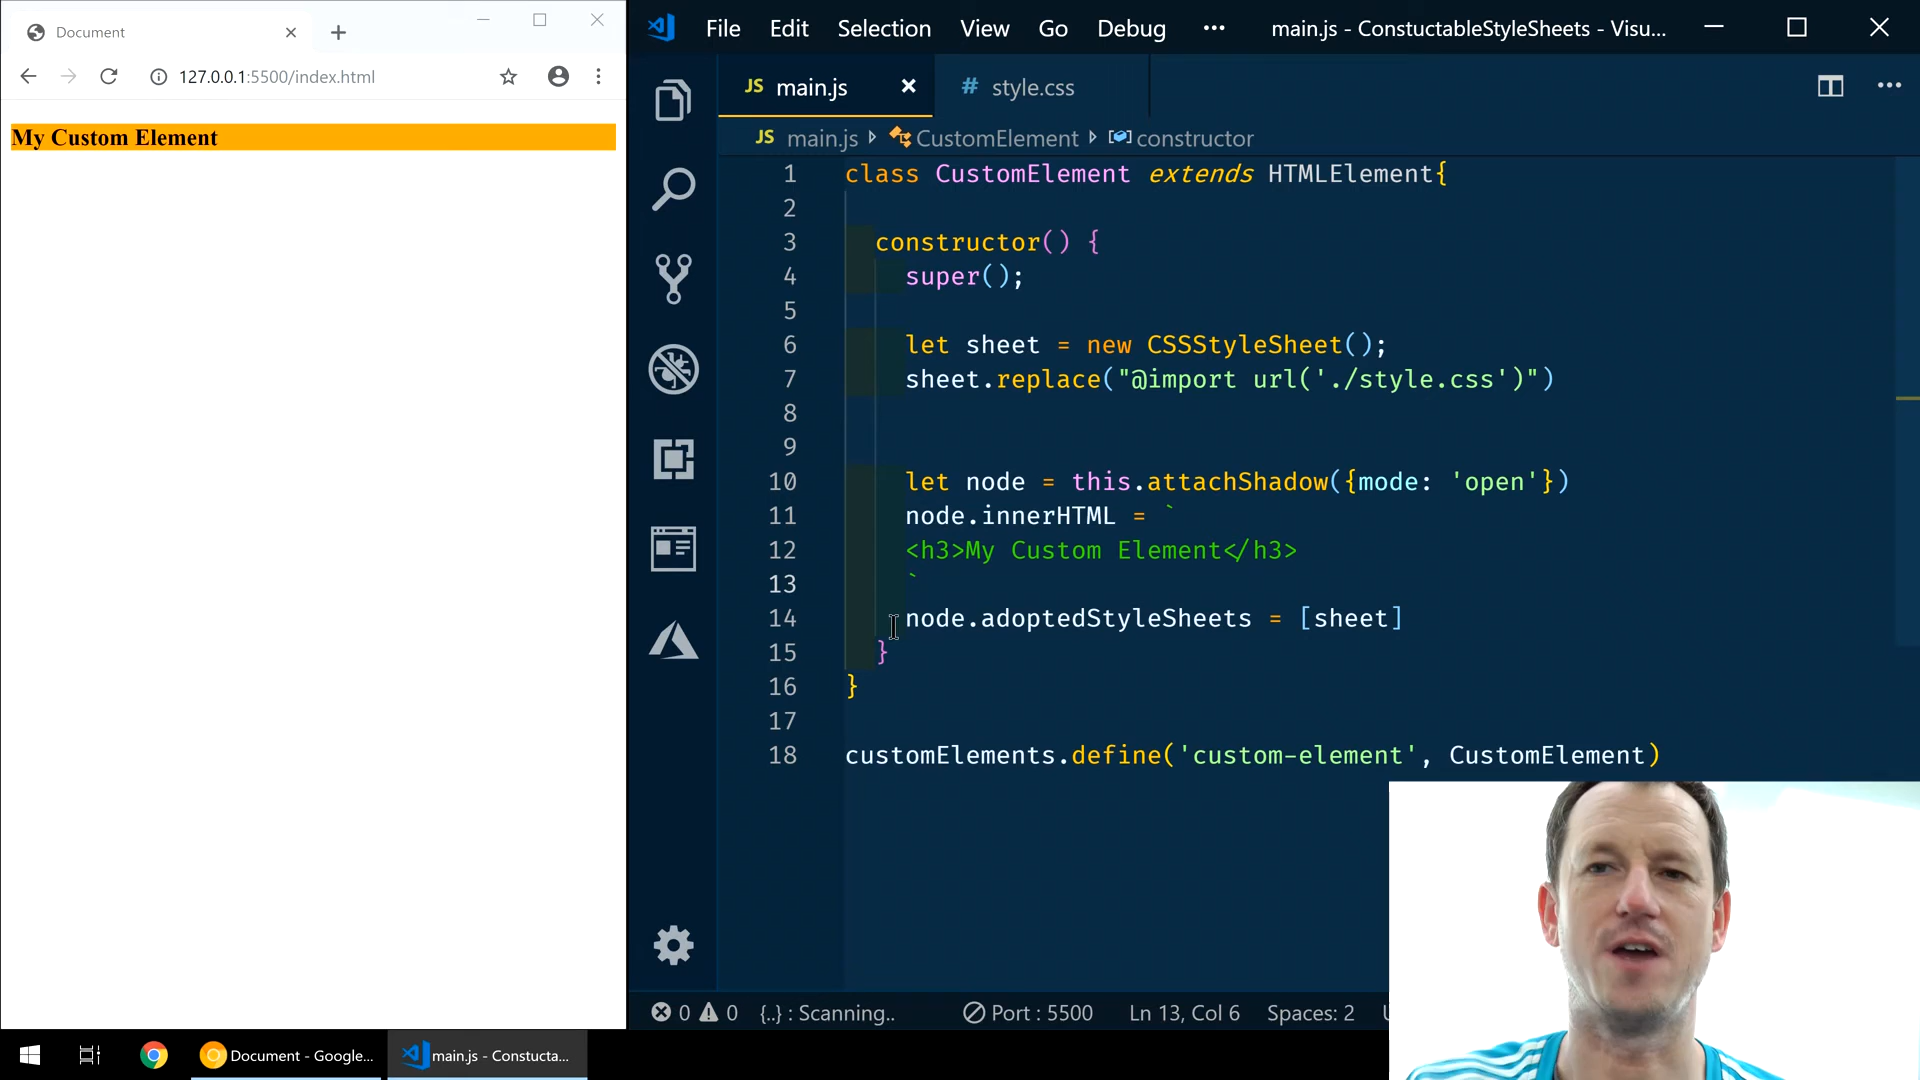 Document
127.0.0.1:5500/index.html
My Custom Element
File Edit Selection View Go Debug ··· main.js - ConstuctableStyleSheets - Visu...
JS main.js # style.css
JS main.js CustomElement constructor
1 class CustomElement extends HTMLElement{
2
3 constructor() {
4 super();
5
6 let sheet = new CSSStyleSheet();
7 sheet.replace("@import url('./style.css')")
8
9
10 let node = this.attachShadow({mode: 'open'})
11 node.innerHTML = `
12 <h3>My Custom Element</h3>
13 `
14 node.adoptedStyleSheets = [sheet]
15 }
16 }
17
18 customElements.define('custom-element', CustomElement)
0 0 {..} : Scanning.. Port : 5500 Ln 13, Col 6 Spaces: 2
Document - Google... main.js - Constucta...